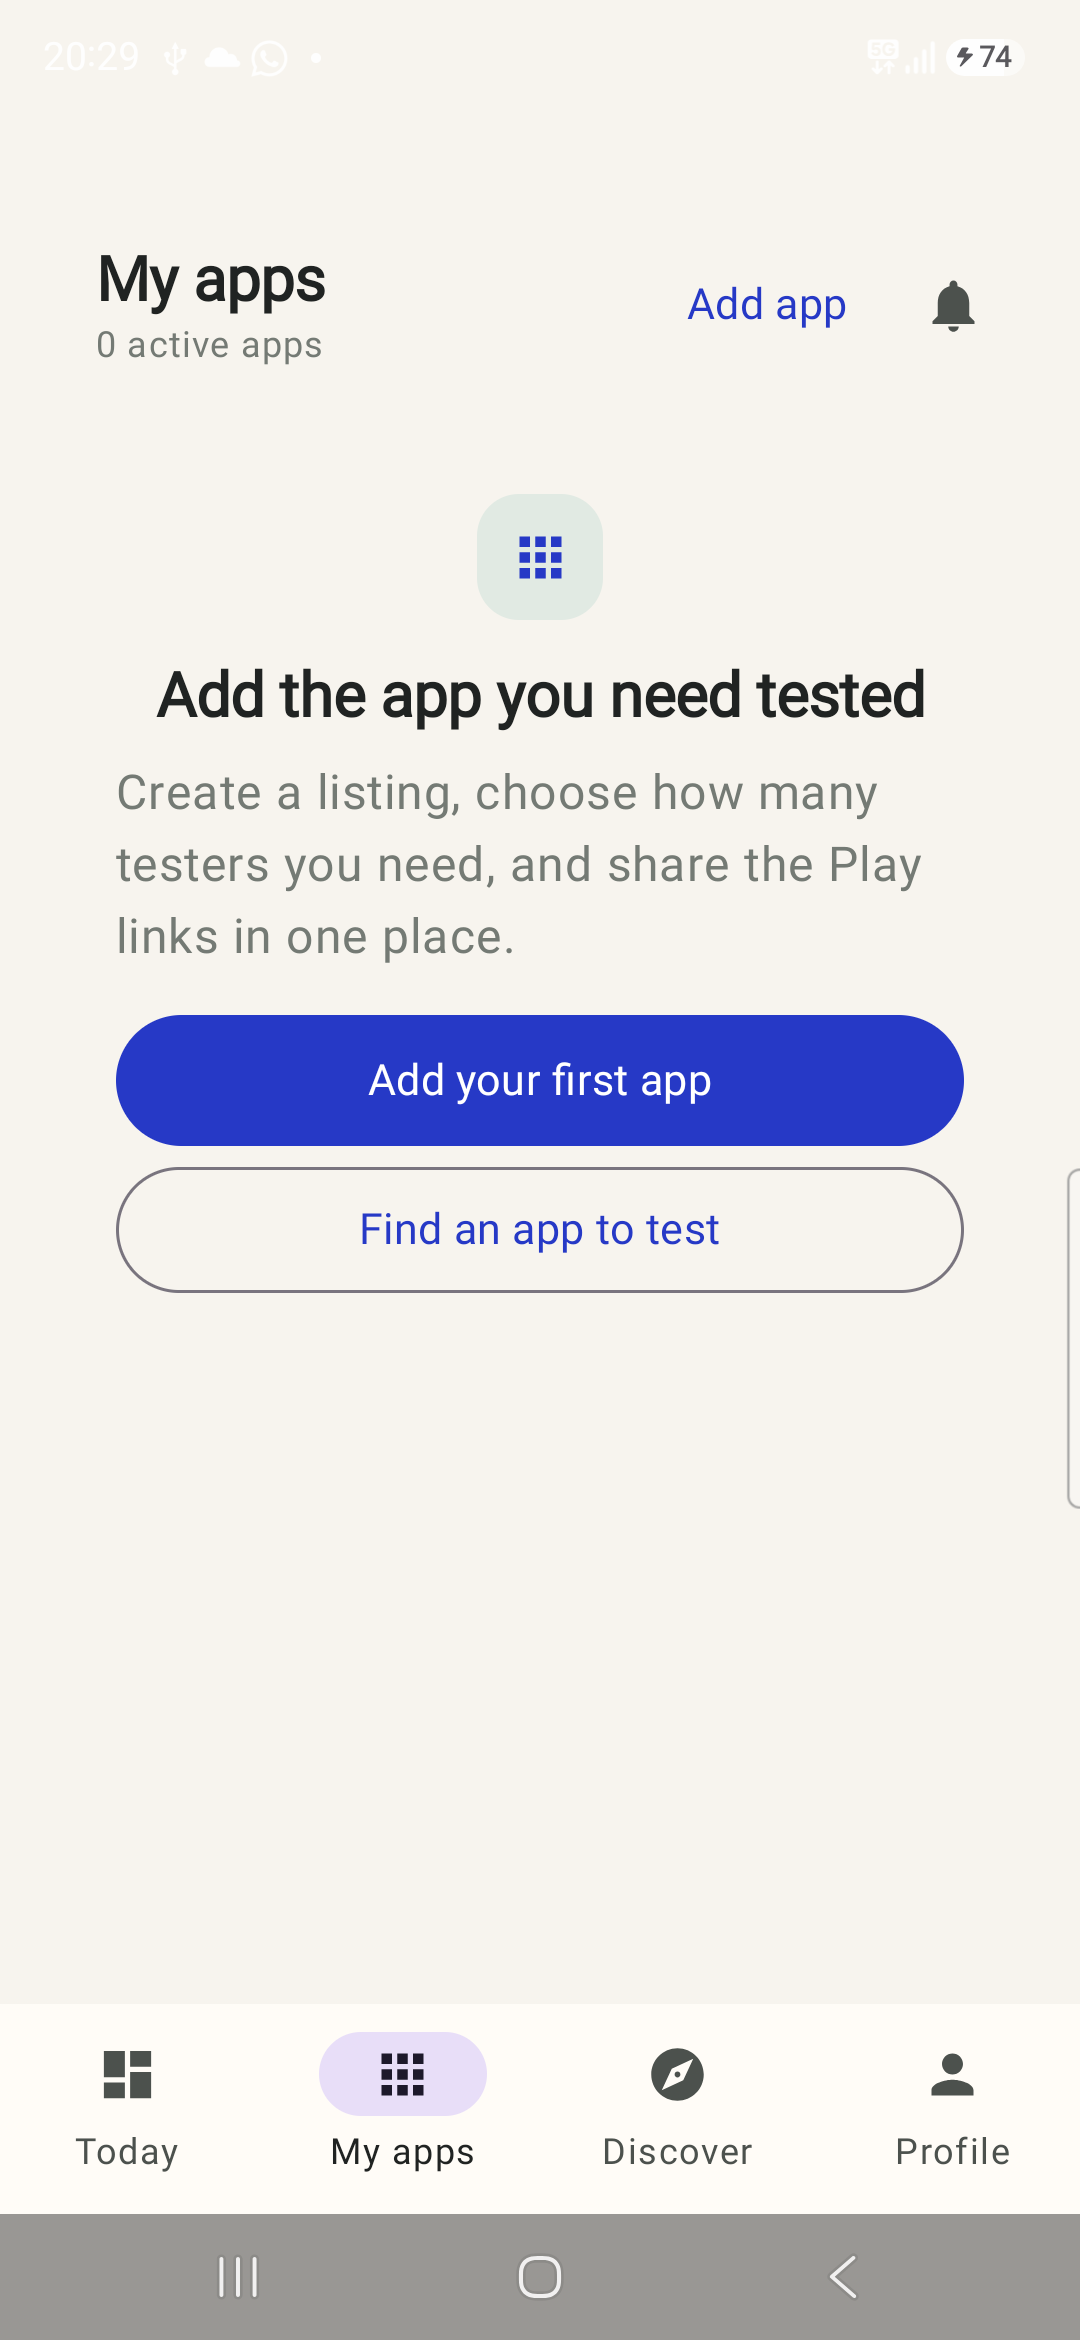 20:29
5G
74
My apps
0 active apps
Add app
Add the app you need tested
Create a listing, choose how many
testers you need, and share the Play
links in one place.
Add your first app
Find an app to test
Today
My apps
Discover
Profile